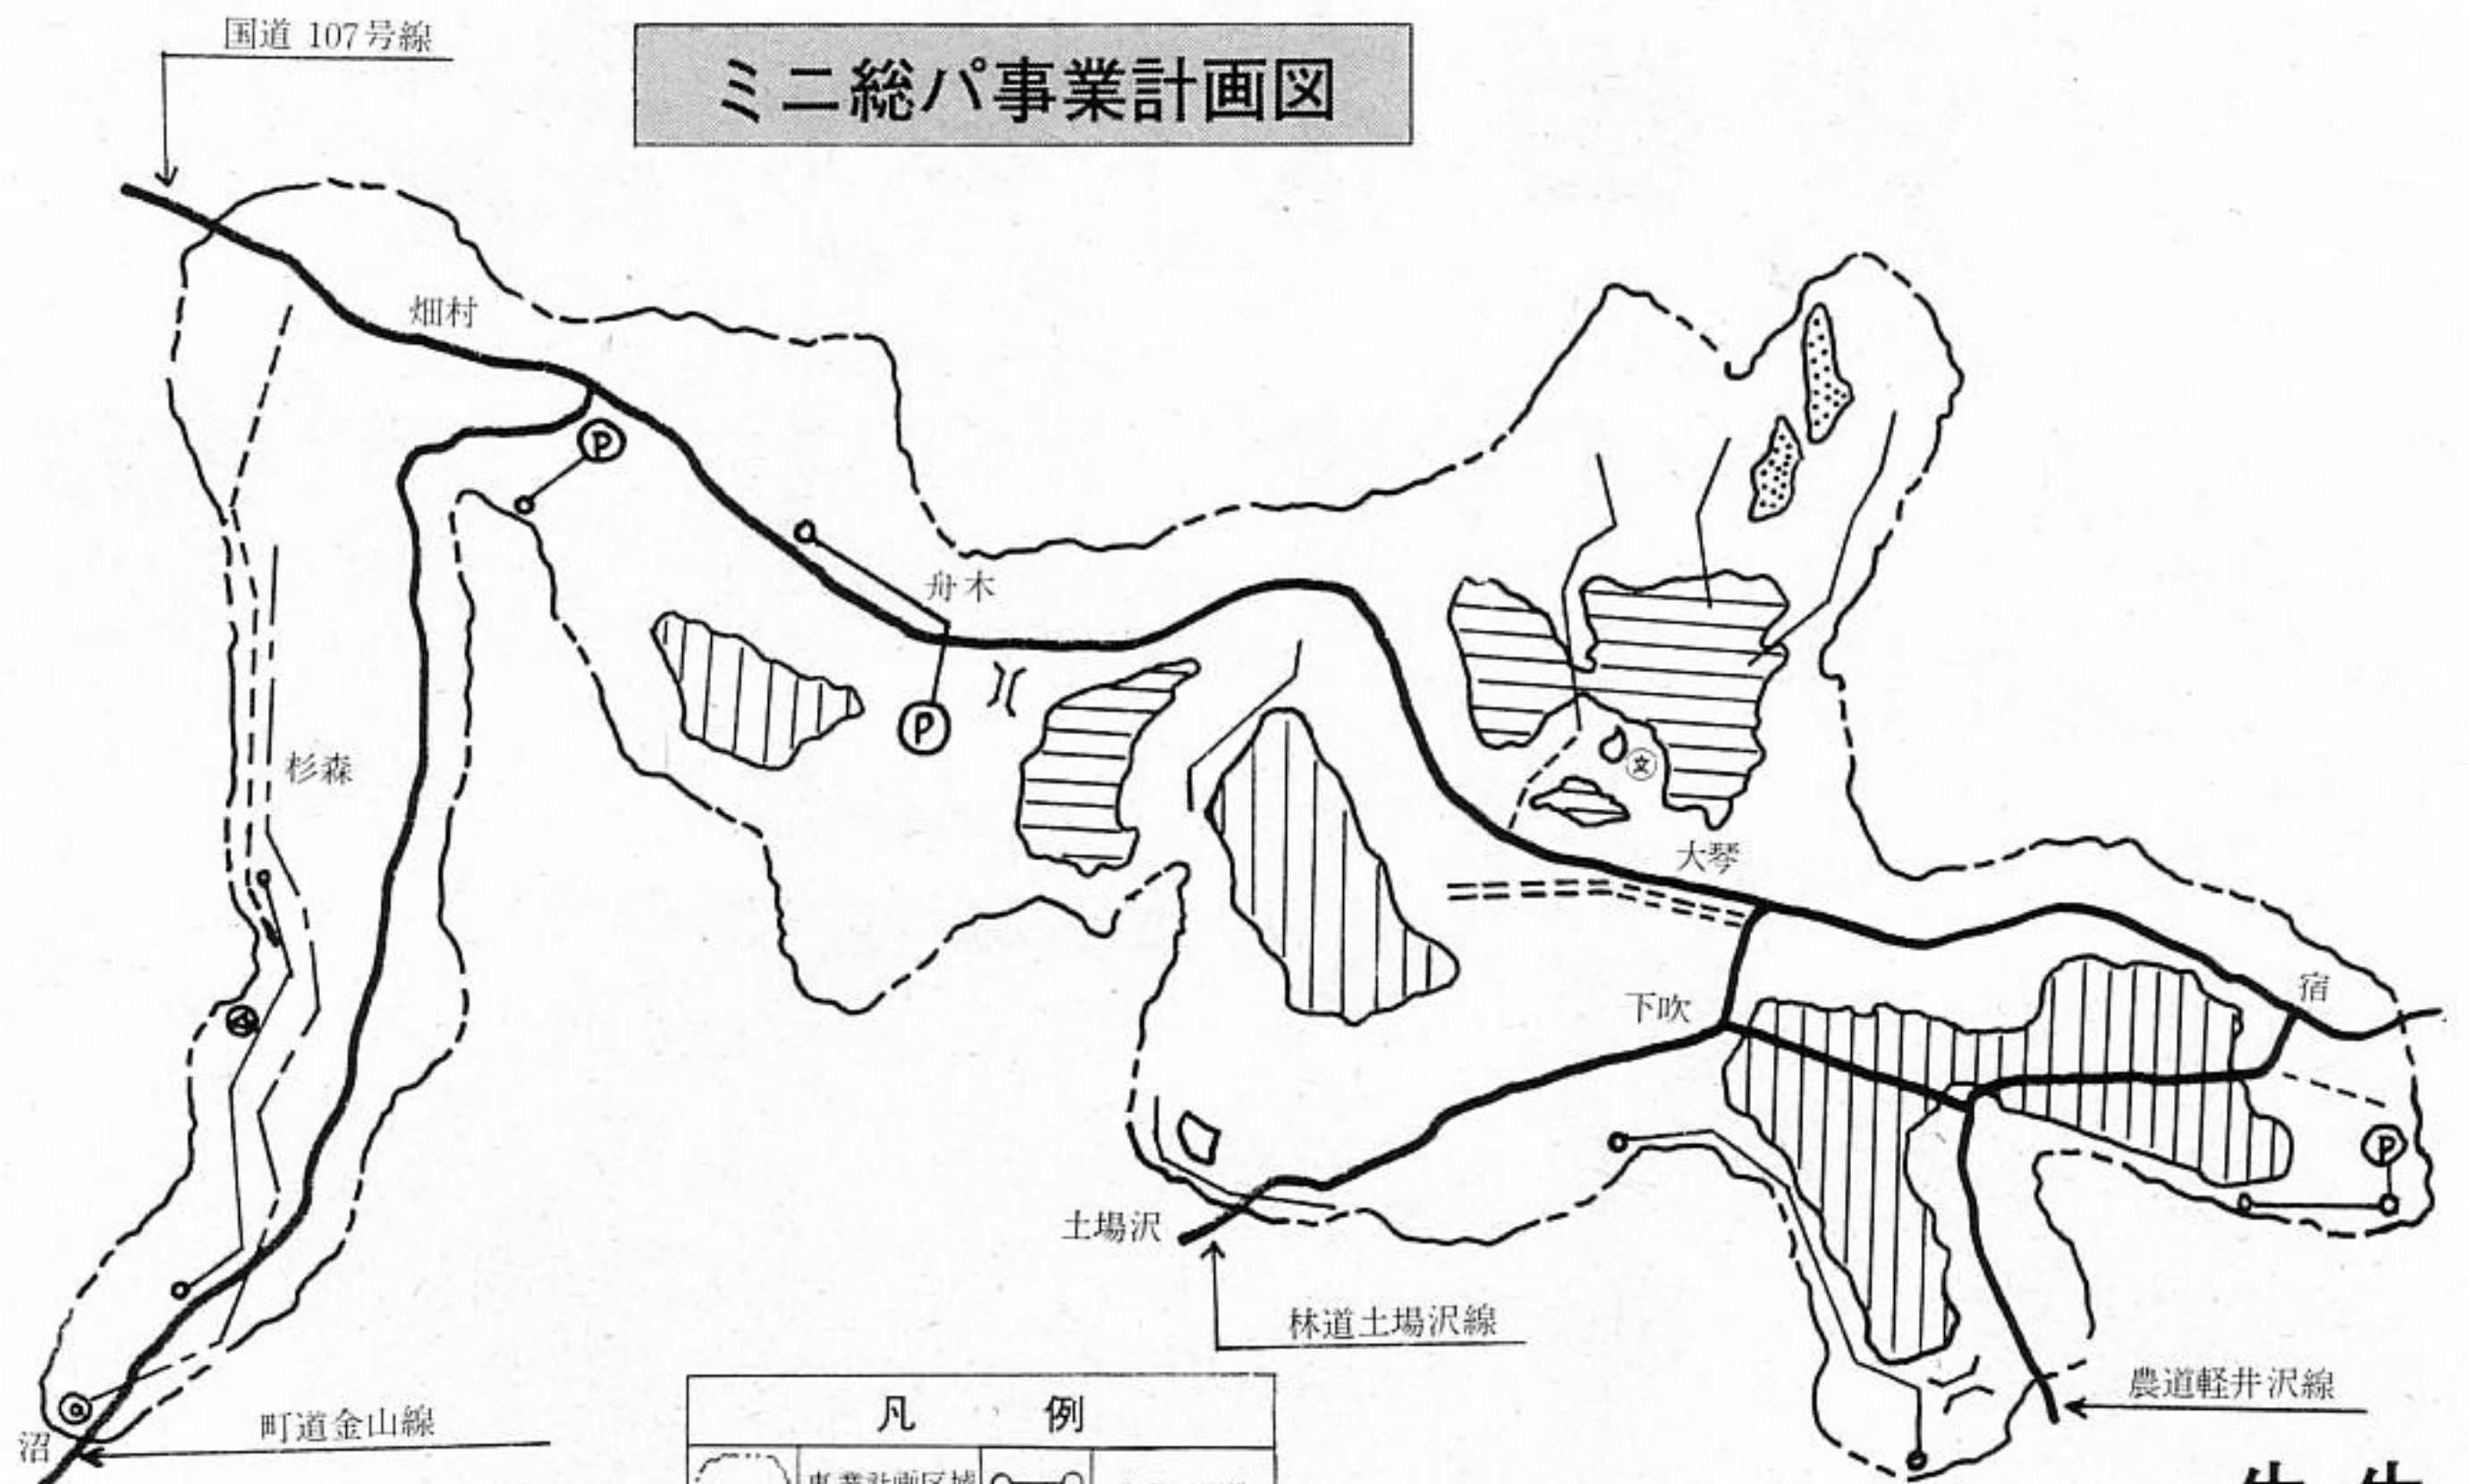 国道 107号線
ミニ総パ事業計画図
畑村
P
舟木
P
杉森
文
大琴
宿
下吹
P
土場沢
林道土場沢線
農道軽井沢線
凡 例
町道金山線
沼
事業計画区域